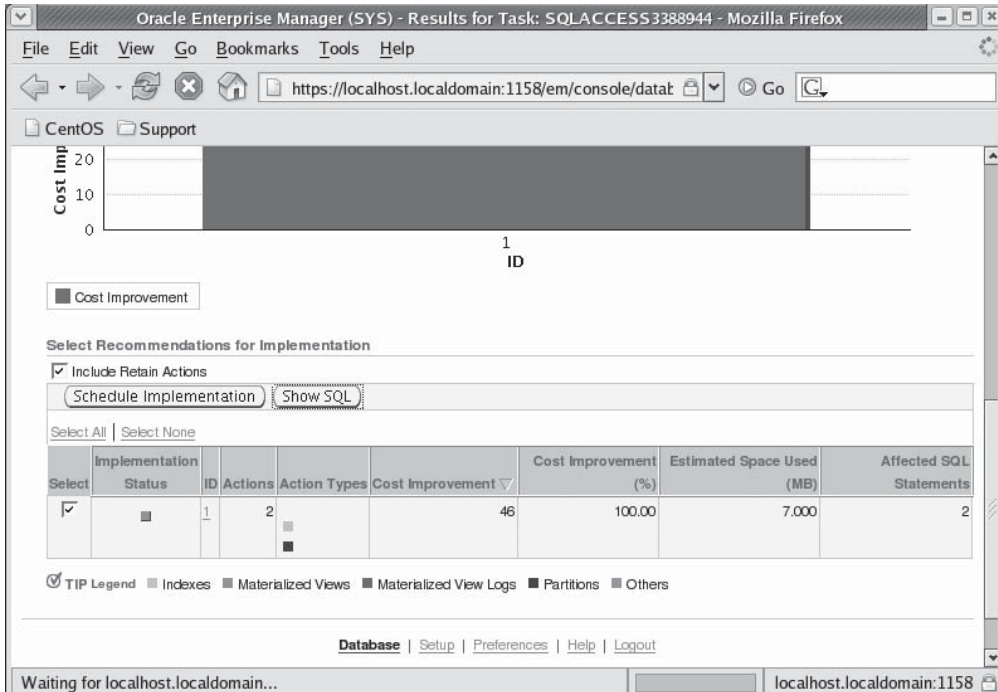 Oracle Enterprise Manager (SYS) - Results for Task: SQLACCESS3388944 - Mozilla Firefox
File Edit View Go Bookmarks Tools Help
https://localhost.localdomain:1158/em/console/datab Go G
CentOS Support
Cost Imp
20
10
0
1
ID
Cost Improvement
Select Recommendations for Implementation
Include Retain Actions
Schedule Implementation Show SQL
Select All | Select None
Select Implementation Status ID Actions Action Types Cost Improvement Cost Improvement (%) Estimated Space Used (MB) Affected SQL Statements
1 2 46 100.00 7.000 2
TIP Legend Indexes Materialized Views Materialized View Logs Partitions Others
Database | Setup | Preferences | Help | Logout
Waiting for localhost.localdomain... localhost.localdomain:1158